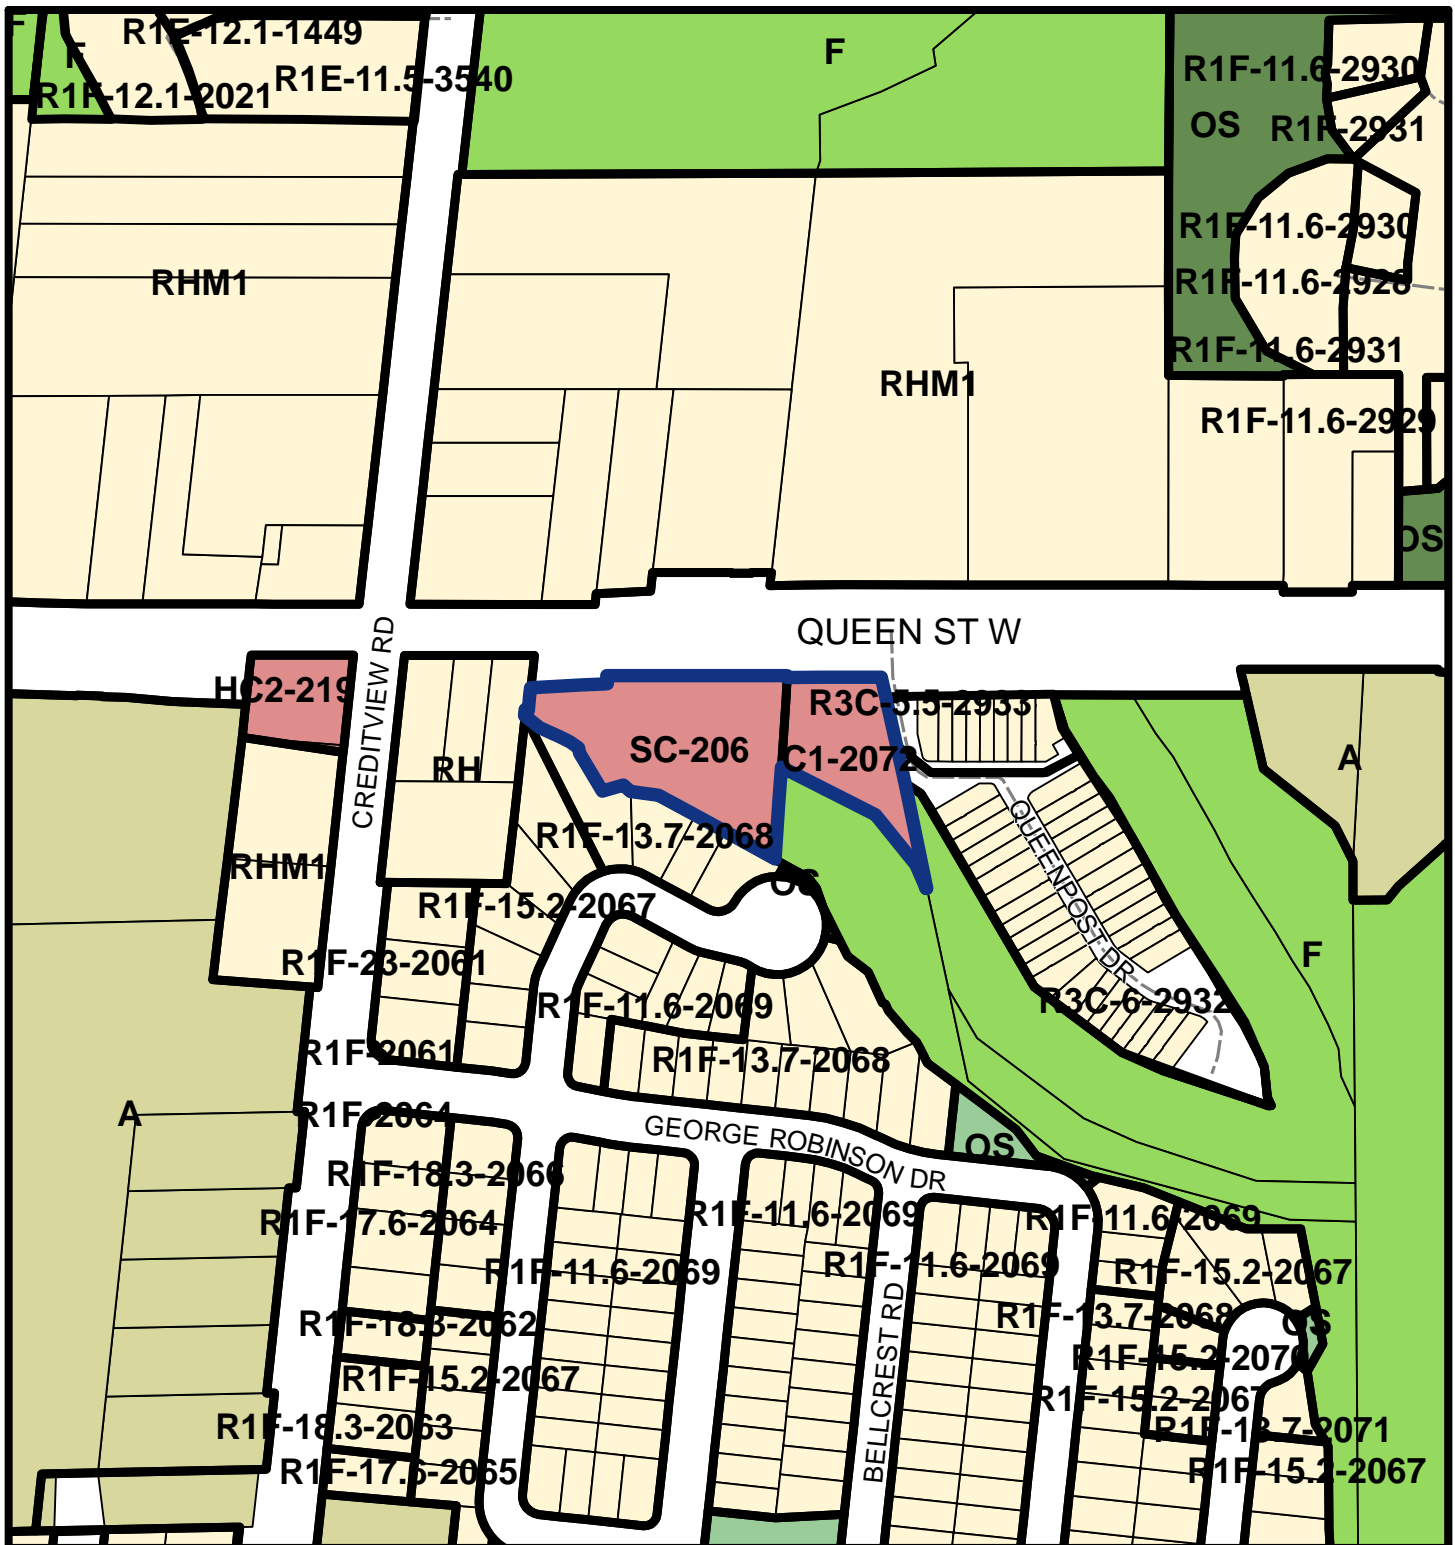 F
R1E-12.1-1449
F
F
R1E-11.5-3540
R1F-11.6-2930
R1F-12.1-2021
OS
R1F-2931
R1F-11.6-2930
RHM1
R1F-11.6-2928
R1F-11.6-2931
RHM1
R1F-11.6-2929
OS
QUEEN ST W
CREDITVIEW RD
HC2-219
R3C-5.5-2933
SC-206
C1-2072
A
RH
R1F-13.7-2068
QUEENPOST DR
RHM1
OS
R1F-15.2-2067
F
R1F-23-2061
R3C-6-2932
R1F-11.6-2069
R1F-2061
R1F-13.7-2068
A
R1F-2064
GEORGE ROBINSON DR
OS
R1F-18.3-2066
R1F-17.6-2064
R1F-11.6-2069
R1F-11.6-2069
R1F-11.6-2069
R1F-11.6-2069
R1F-15.2-2067
R1F-18.3-2062
R1F-13.7-2068
OS
BELLCREST RD
R1F-15.2-2070
R1F-15.2-2067
R1F-15.2-2067
R1F-18.3-2063
R1F-13.7-2071
R1F-17.6-2065
R1F-15.2-2067